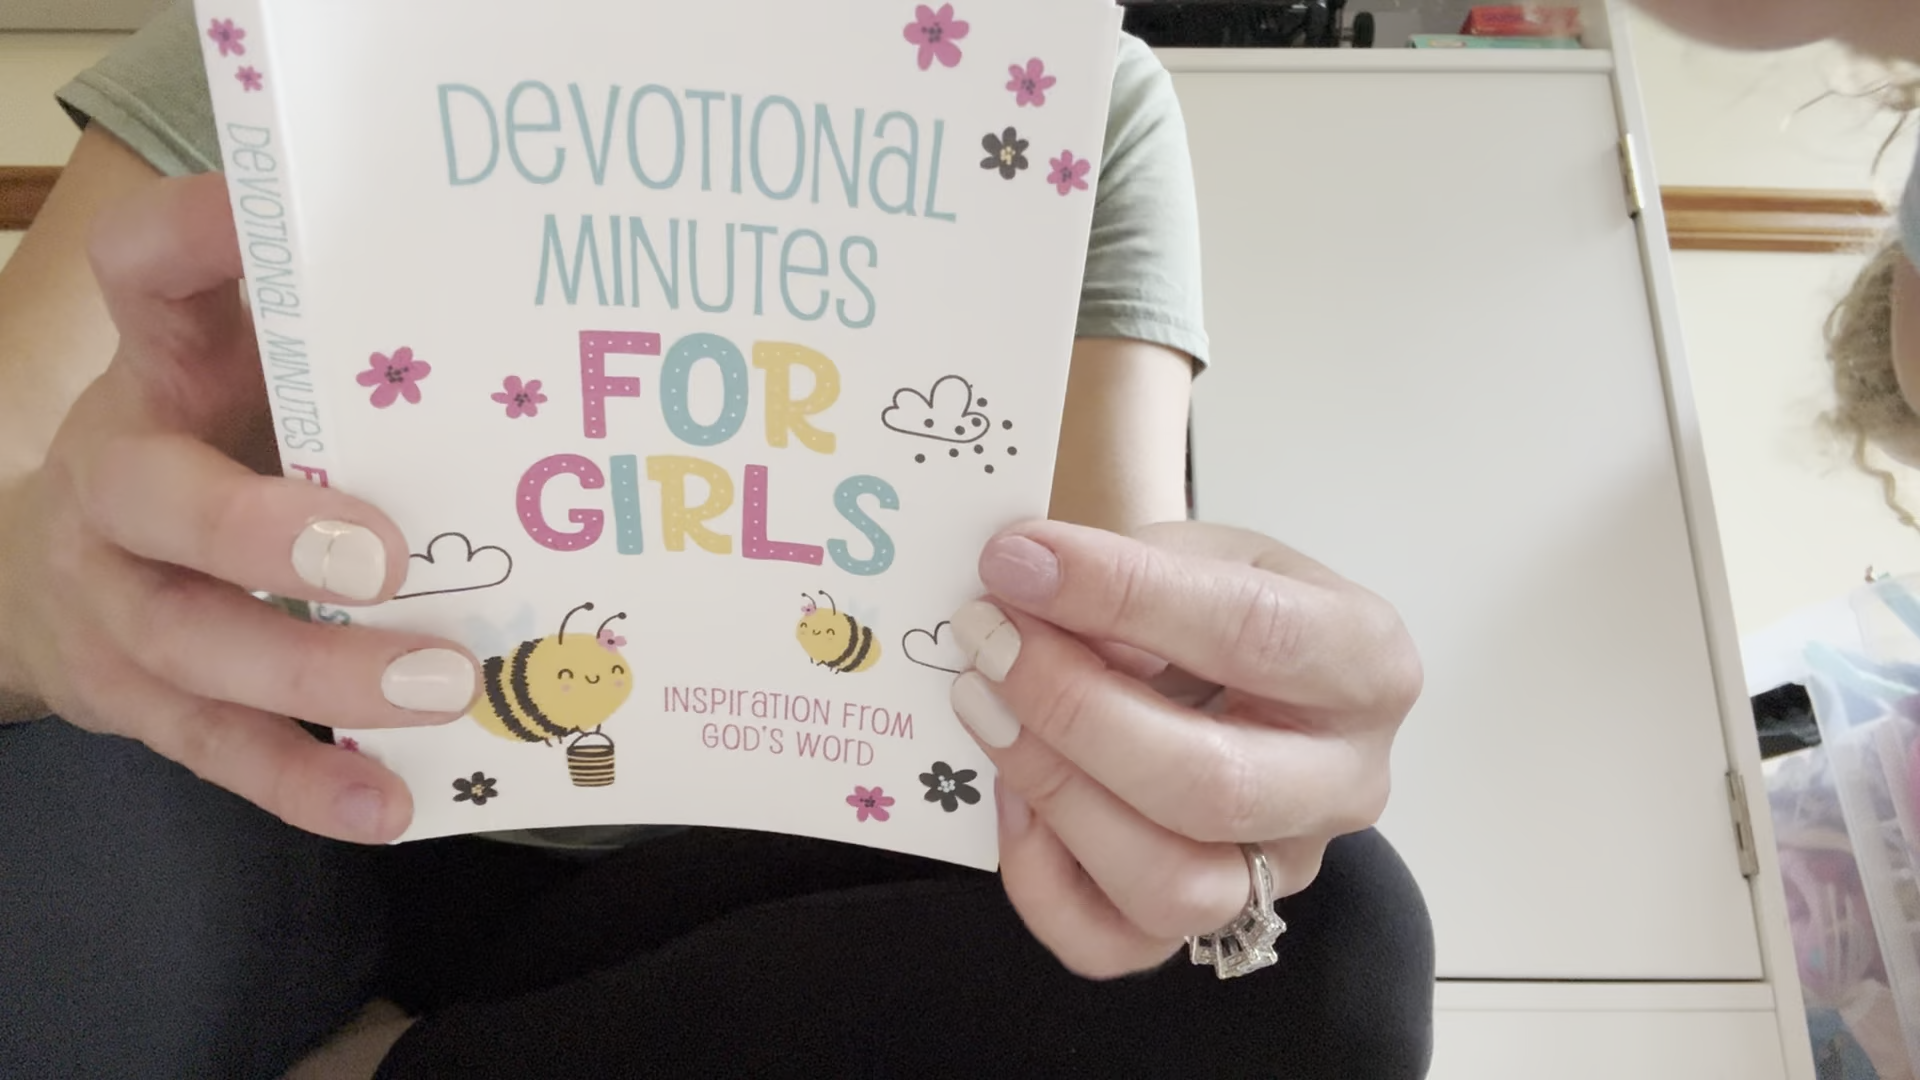 DEVOTIONAL
MINUTES
FOR
GIRLS
INSPIRATION FROM
GOD'S WORD
DEVOTIONAL MINUTES